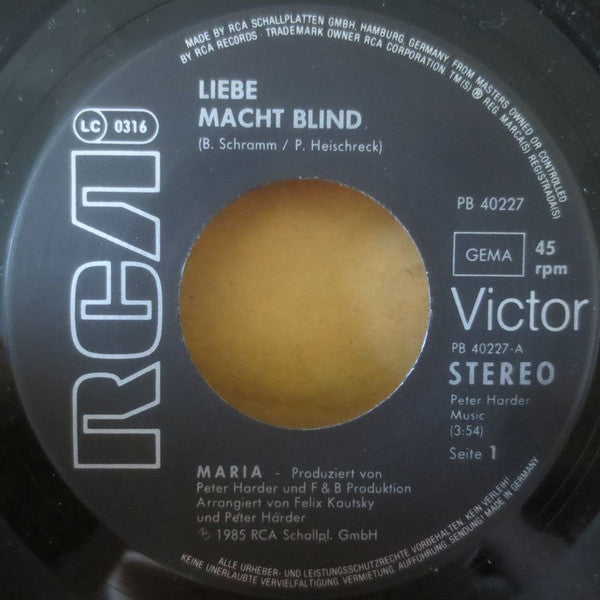 MADE BY RCA SCHALLPLATTEN GMBH, HAMBURG, GERMANY, FROM MASTERS OWNED OR CONTROLLED
BY RCA RECORDS. TRADEMARK OWNER RCA CORPORATION. TM(S) ® REG. MARCA(S) REGISTRADA(S)
LIEBE
MACHT BLIND
(B. Schramm / P. Heischreck)
LC 0316
RCA
PB 40227
GEMA
45
rpm
Victor
PB 40227-A
STEREO
Peter Harder
Music
(3:54)
Seite 1
MARIA - Produziert von
Peter Harder und F & B Produktion
Arrangiert von Felix Kautsky
und Peter Harder
℗ 1985 RCA Schallpl. GmbH
ALLE URHEBER- UND LEISTUNGSSCHUTZRECHTE VORBEHALTEN. KEIN VERLEIH!
KEINE UNERLAUBTE VERVIELFÄLTIGUNG, VERMIETUNG, AUFFÜHRUNG, SENDUNG! MADE IN GERMANY